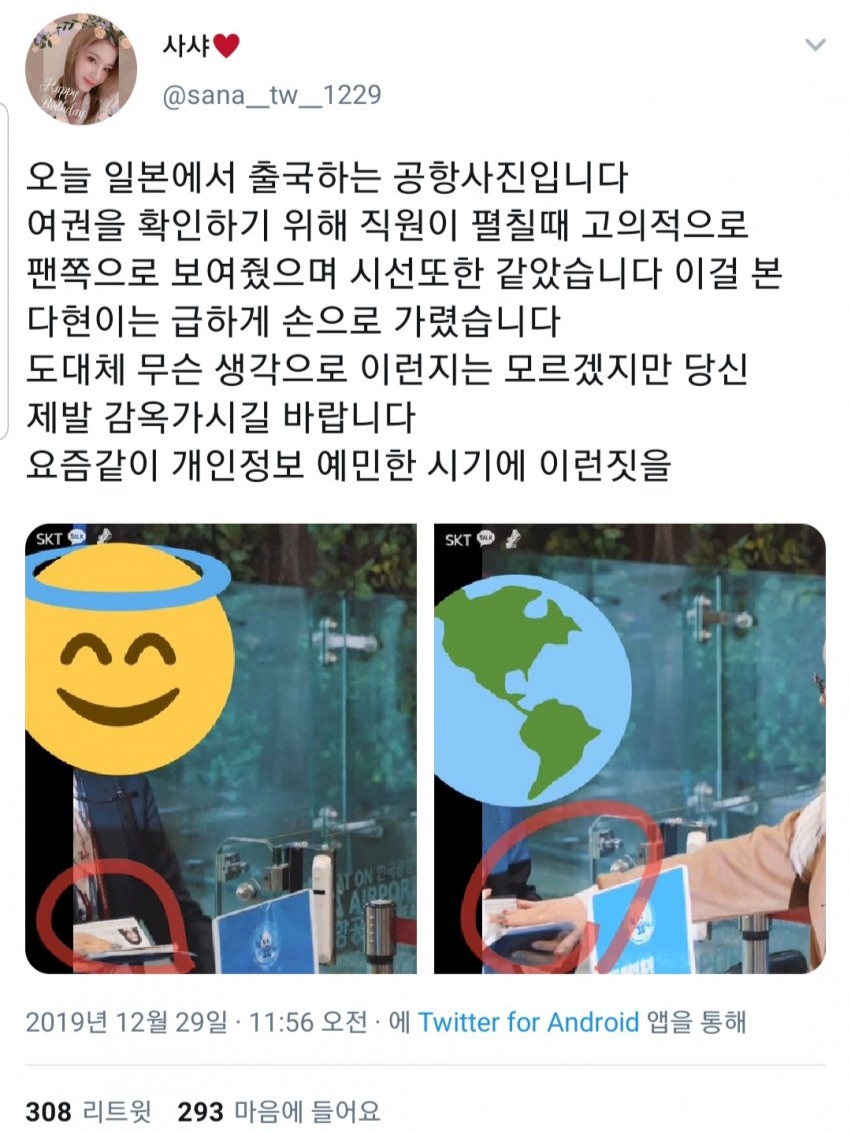 사샤❤️
@sana__tw__1229
Happy
Birthday
오늘 일본에서 출국하는 공항사진입니다
여권을 확인하기 위해 직원이 펼칠때 고의적으로
팬쪽으로 보여줬으며 시선또한 같았습니다 이걸 본
다현이는 급하게 손으로 가렸습니다
도대체 무슨 생각으로 이런지는 모르겠지만 당신
제발 감옥가시길 바랍니다
요즘같이 개인정보 예민한 시기에 이런짓을
SKT TALK
SKT TALK
AIRPORT
2019년 12월 29일 · 11:56 오전 · 에 Twitter for Android 앱을 통해
308 리트윗 293 마음에 들어요